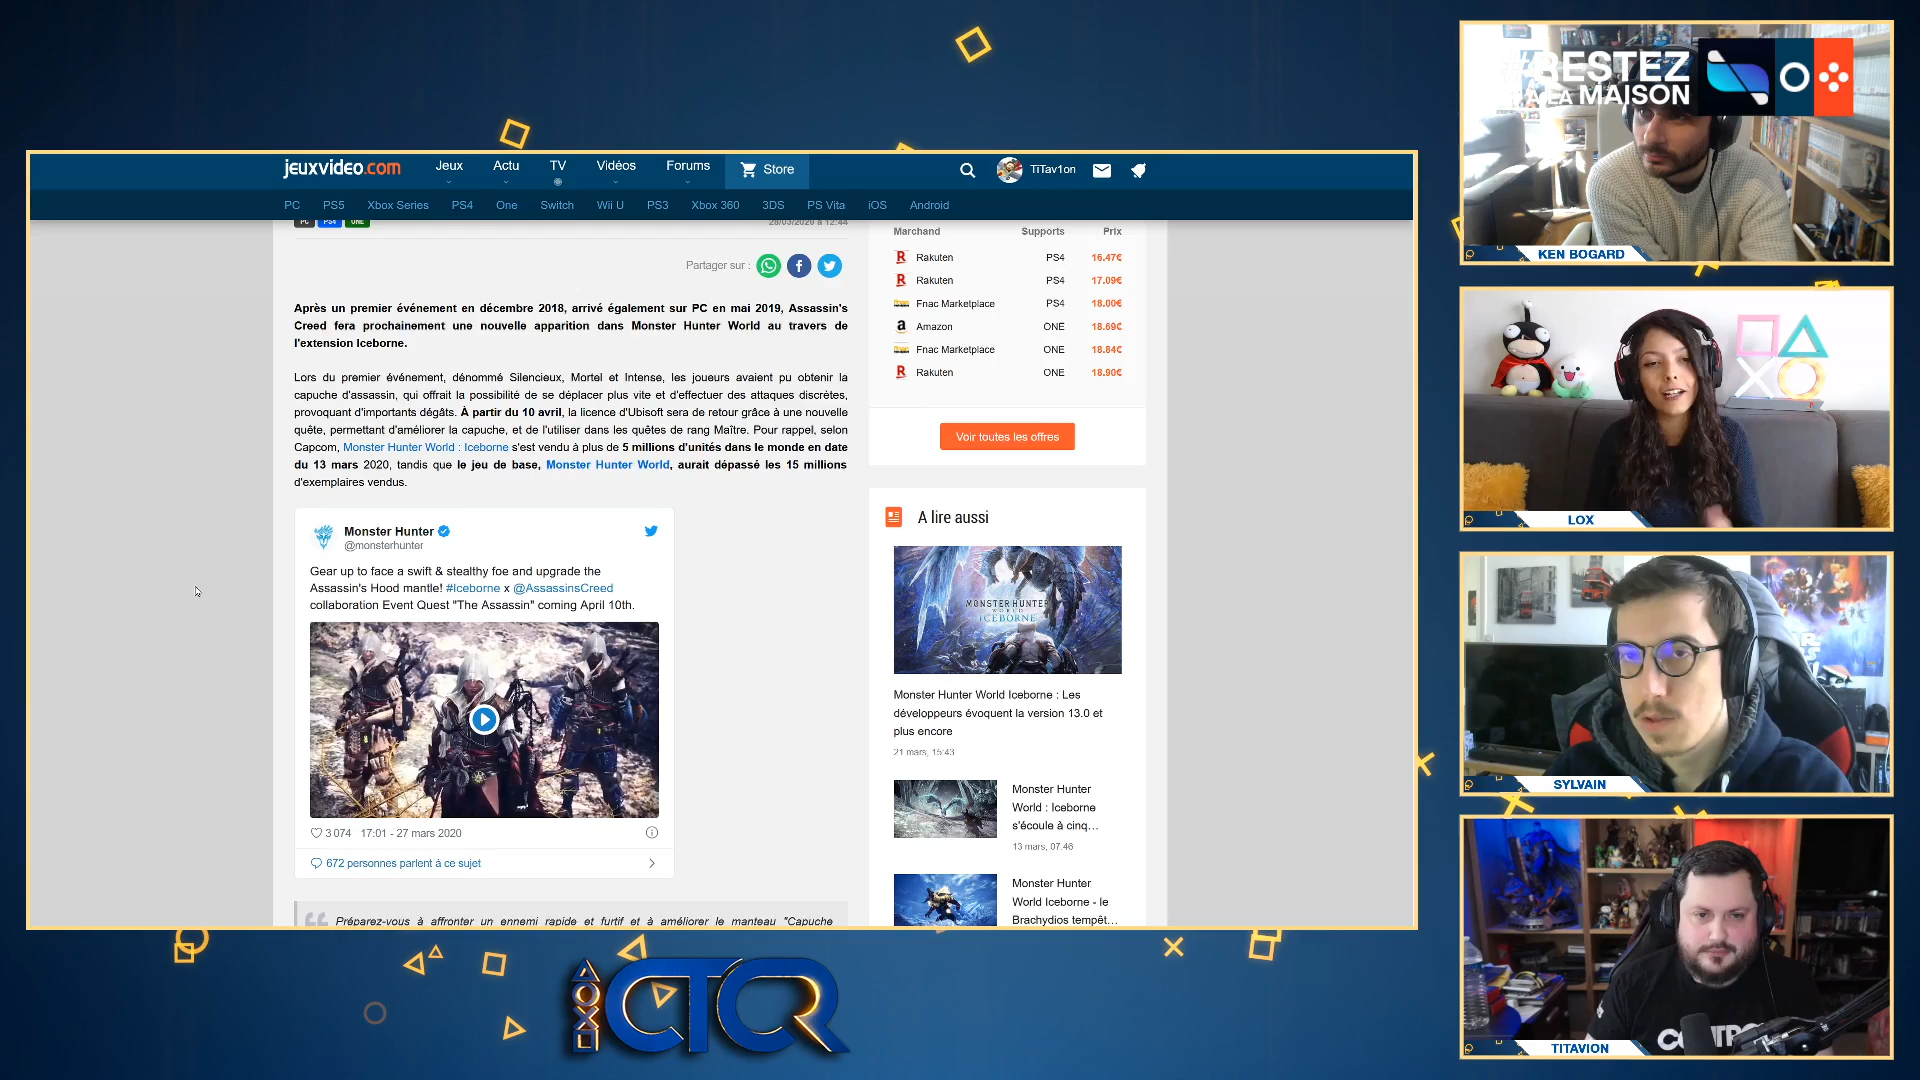 jeuxvideo.com
Jeux
Actu
TV
Vidéos
Forums
Store
TiTav1on
PC
PS5
Xbox Series
PS4
One
Switch
Wii U
PS3
Xbox 360
3DS
PS Vita
iOS
Android
PC PS4 ONE
28/03/2020 à 12:44
Partager sur :
Après un premier événement en décembre 2018, arrivé également sur PC en mai 2019, Assassin's
Creed fera prochainement une nouvelle apparition dans Monster Hunter World au travers de
l'extension Iceborne.
Lors du premier événement, dénommé Silencieux, Mortel et Intense, les joueurs avaient pu obtenir la
capuche d'assassin, qui offrait la possibilité de se déplacer plus vite et d'effectuer des attaques discrètes,
provoquant d'importants dégâts. À partir du 10 avril, la licence d'Ubisoft sera de retour grâce à une nouvelle
quête, permettant d'améliorer la capuche, et de l'utiliser dans les quêtes de rang Maître. Pour rappel, selon
Capcom, Monster Hunter World : Iceborne s'est vendu à plus de 5 millions d'unités dans le monde en date
du 13 mars 2020, tandis que le jeu de base, Monster Hunter World, aurait dépassé les 15 millions
d'exemplaires vendus.
Monster Hunter
@monsterhunter
Gear up to face a swift & stealthy foe and upgrade the
Assassin's Hood mantle! #Iceborne x @AssassinsCreed
collaboration Event Quest "The Assassin" coming April 10th.
3 074 17:01 - 27 mars 2020
672 personnes parlent à ce sujet
Préparez-vous à affronter un ennemi rapide et furtif et à améliorer le manteau "Capuche
Marchand Supports Prix
Rakuten PS4 16.47€
Rakuten PS4 17.09€
Fnac Marketplace PS4 18.00€
Amazon ONE 18.69€
Fnac Marketplace ONE 18.84€
Rakuten ONE 18.90€
Voir toutes les offres
A lire aussi
MONSTER HUNTER
WORLD
ICEBORNE
Monster Hunter World Iceborne : Les
développeurs évoquent la version 13.0 et
plus encore
21 mars, 15:43
Monster Hunter
World : Iceborne
s'écoule à cinq...
13 mars, 07:46
Monster Hunter
World Iceborne - le
Brachydios tempêt...
CTCR
#RESTEZ
À LA MAISON
KEN BOGARD
LOX
SYLVAIN
TITAVION